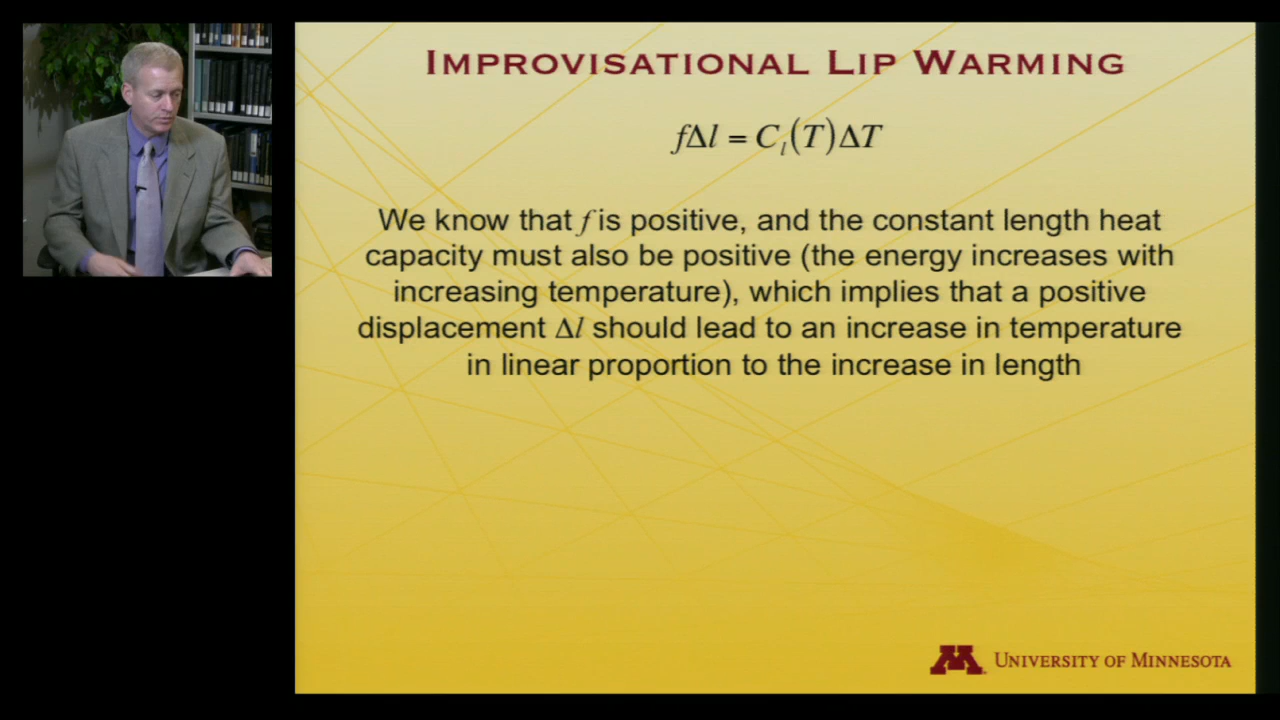 IMPROVISATIONAL LIP WARMING
fΔl = C_l(T)ΔT
We know that f is positive, and the constant length heat
capacity must also be positive (the energy increases with
increasing temperature), which implies that a positive
displacement Δl should lead to an increase in temperature
in linear proportion to the increase in length
M UNIVERSITY OF MINNESOTA